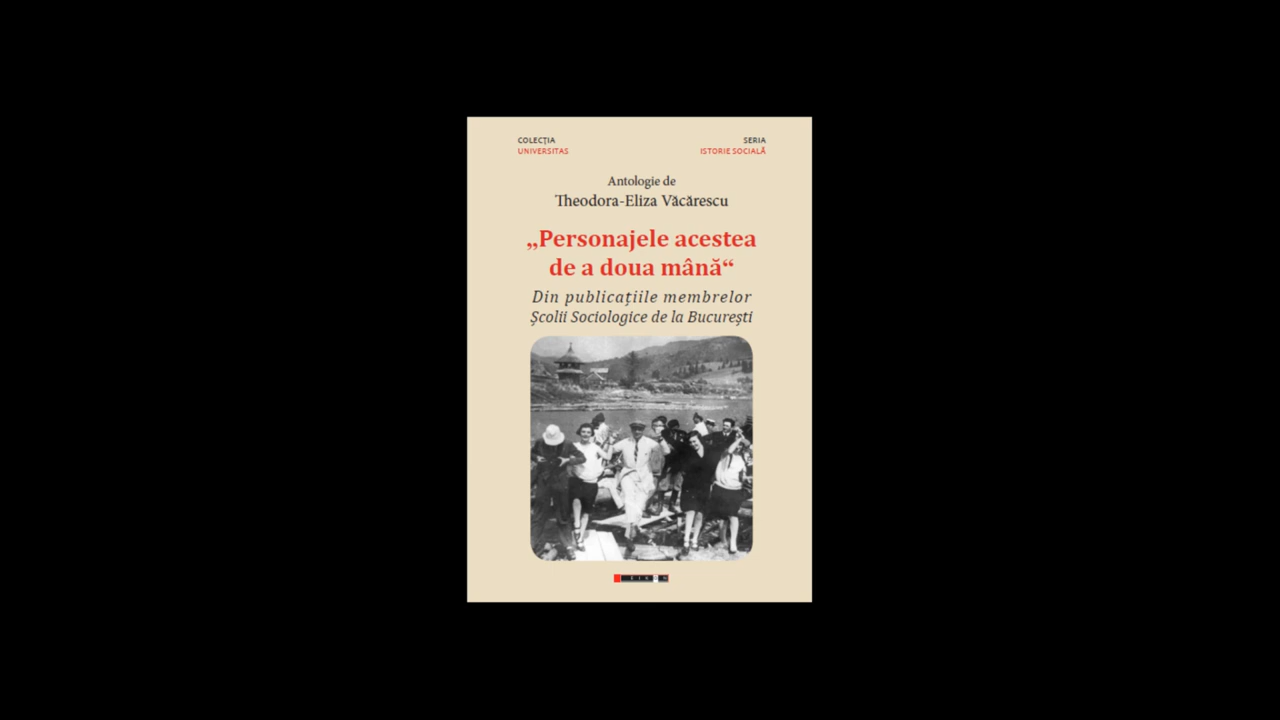 COLECȚIA
UNIVERSITAS
SERIA
ISTORIE SOCIALĂ
Antologie de
Theodora-Eliza Văcărescu
„Personajele acestea
de a doua mână“
Din publicațiile membrelor
Școlii Sociologice de la București